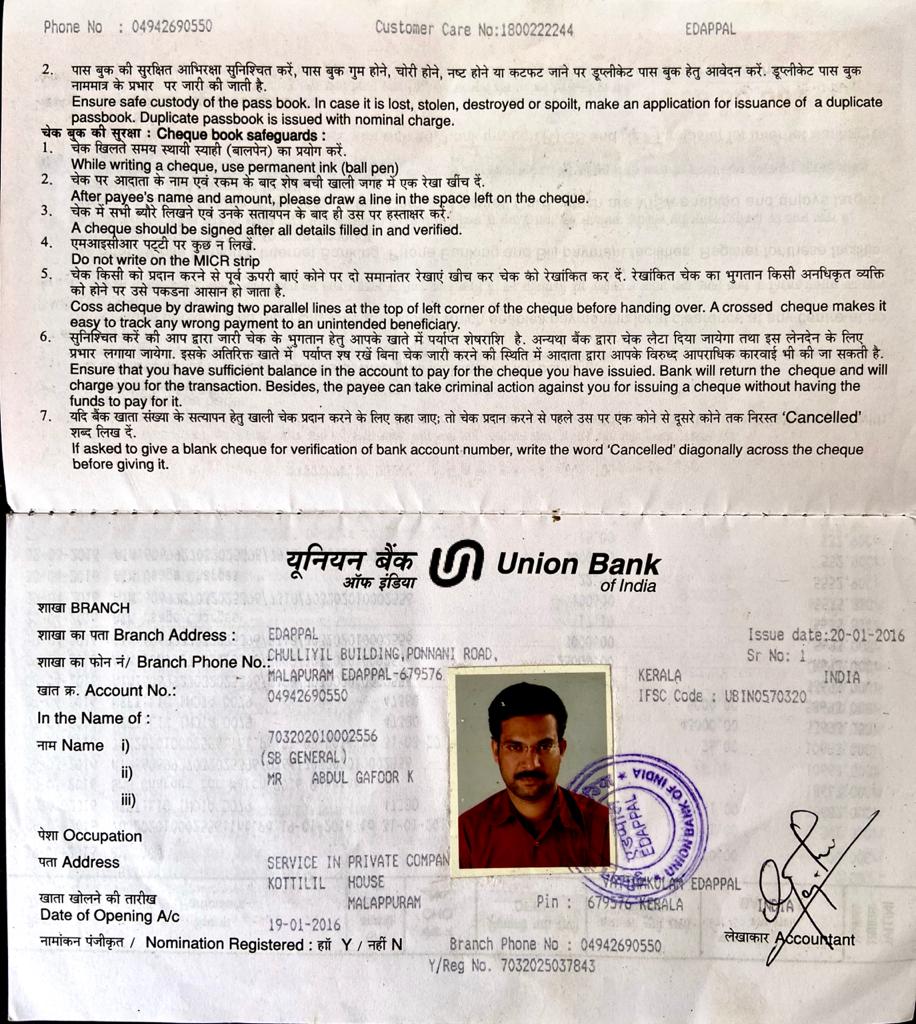 Phone No : 04942690550 Customer Care No:1800222244 EDAPPAL
2. पास बुक की सुरक्षित आभिरक्षा सुनिश्चित करें, पास बुक गुम होने, चोरी होने, नष्ट होने या कटफट जाने पर डूप्लीकेट पास बुक हेतु आवेदन करें. डूप्लीकेट पास बुक
नाममात्र के प्रभार पर जारी की जाती है.
Ensure safe custody of the pass book. In case it is lost, stolen, destroyed or spoilt, make an application for issuance of a duplicate
passbook. Duplicate passbook is issued with nominal charge.
चेक बुक की सुरक्षा : Cheque book safeguards :
1. चेक खिलते समय स्थायी स्याही (बालपेन) का प्रयोग करें.
While writing a cheque, use permanent ink (ball pen)
2. चेक पर आदाता के नाम एवं रकम के बाद शेष बची खाली जगह में एक रेखा खींच दें.
After payee's name and amount, please draw a line in the space left on the cheque.
3. चेक में सभी ब्यौरे लिखने एवं उनके सतायपन के बाद ही उस पर हस्ताक्षर करें.
A cheque should be signed after all details filled in and verified.
4. एमआइसीआर पट्टी पर कुछ न लिखें.
Do not write on the MICR strip
5. चेक किसी को प्रदान करने से पूर्व ऊपरी बाएं कोने पर दो समानांतर रेखाएं खींच कर चेक को रेखांकित कर दें. रेखांकित चेक का भुगतान किसी अनधिकृत व्यक्ति
को होने पर उसे पकडना आसान हो जाता है.
Coss acheque by drawing two parallel lines at the top of left corner of the cheque before handing over. A crossed cheque makes it
easy to track any wrong payment to an unintended beneficiary.
6. सुनिश्चित करें की आप द्वारा जारी चेक के भुगतान हेतु आपके खाते में पर्याप्त शेषराशि है. अन्यथा बैंक द्वारा चेक लैटा दिया जायेगा तथा इस लेनदेन के लिए
प्रभार लगाया जायेगा. इसके अतिरिक्त खाते में पर्याप्त शष रखें बिना चेक जारी करने की स्थिति में आदाता द्वारा आपके विरुध्द आपराधिक कारवाई भी की जा सकती है.
Ensure that you have sufficient balance in the account to pay for the cheque you have issuied. Bank will return the cheque and will
charge you for the transaction. Besides, the payee can take criminal action against you for issuing a cheque without having the
funds to pay for it.
7. यदि बैंक खाता संख्या के सत्यापन हेतु खाली चेक प्रदान करने के लिए कहा जाए; तो चेक प्रदान करने से पहले उस पर एक कोने से दूसरे कोने तक निरस्त 'Cancelled'
शब्द लिख दें.
If asked to give a blank cheque for verification of bank account number, write the word 'Cancelled' diagonally across the cheque
before giving it.
यूनियन बैंक Union Bank
ऑफ इंडिया of India
शाखा BRANCH
शाखा का पता Branch Address : EDAPPAL Issue date:20-01-2016
CHULLIYIL BUILDING,PONNANI ROAD, Sr No: 1
शाखा का फोन नं/ Branch Phone No.: MALAPURAM EDAPPAL-679576 KERALA INDIA
खात क्र. Account No.: 04942690550 IFSC Code : UBIN0570320
In the Name of :
703202010002556
नाम Name i) (SB GENERAL)
ii) MR ABDUL GAFOOR K
iii)
UNION BANK OF INDIA
EDAPPAL
पेशा Occupation
पता Address SERVICE IN PRIVATE COMPAN
KOTTILIL HOUSE EDAPPAL
MALAPPURAM Pin : 679576 KERALA INDIA
खाता खोलने की तारीख
Date of Opening A/c 19-01-2016
लेखाकार Accountant
नामांकन पंजीकृत / Nomination Registered : हाँ Y / नहीं N Branch Phone No : 04942690550
Y/Reg No. 7032025037843